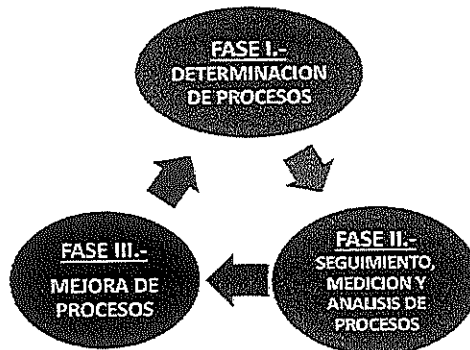 FASE I.-
DETERMINACION
DE PROCESOS
FASE II.-
SEGUIMIENTO,
MEDICION Y
ANALISIS DE
PROCESOS
FASE III.-
MEJORA DE
PROCESOS